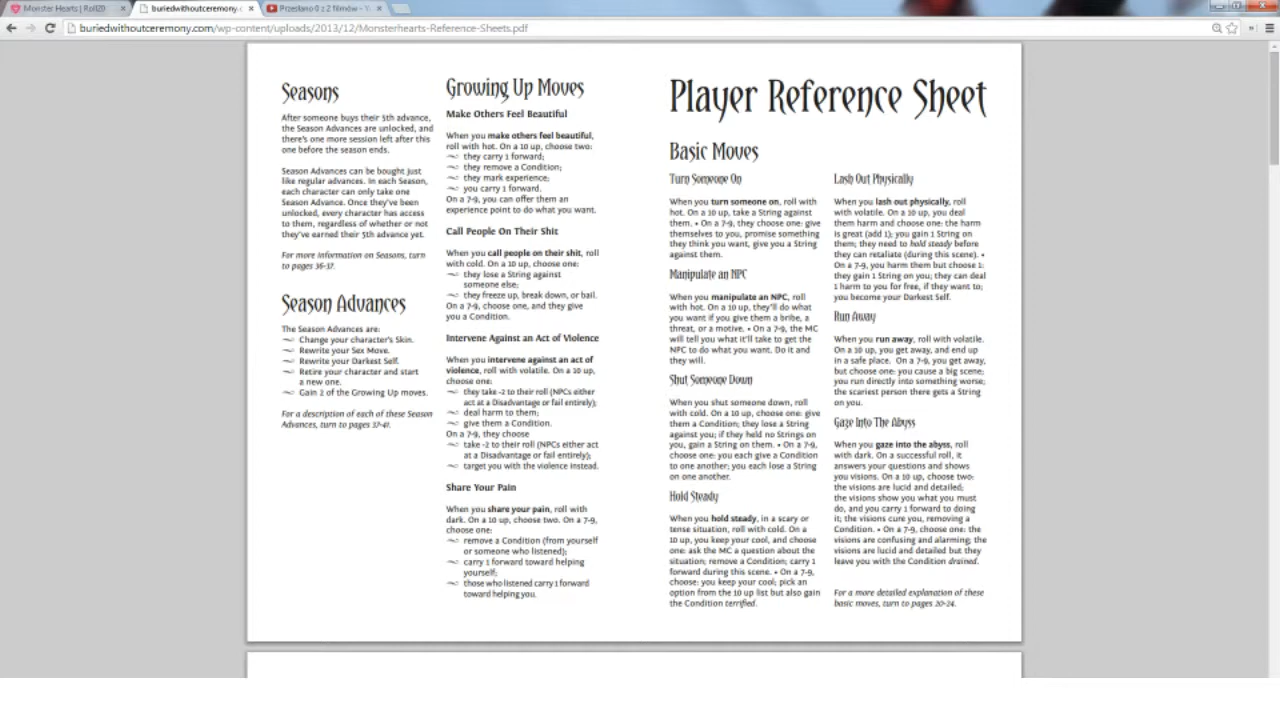 Monster Hearts | Roll20
buriedwithoutceremony.c
Przesłano 0 z 2 filmów - Y
buriedwithoutceremony.com/wp-content/uploads/2013/12/Monsterhearts-Reference-Sheets.pdf
Seasons
After someone buys their 5th advance,
the Season Advances are unlocked, and
there's one more session left after this
one before the season ends.
Season Advances can be bought just
like regular advances. In each Season,
each character can only take one
Season Advance. Once they've been
unlocked, every character has access
to them, regardless of whether or not
they've earned their 5th advance yet.
For more information on Seasons, turn
to pages 36-37.
Season Advances
The Season Advances are:
Change your character's Skin.
Rewrite your Sex Move.
Rewrite your Darkest Self.
Retire your character and start
a new one.
Gain 2 of the Growing Up moves.
For a description of each of these Season
Advances, turn to pages 37-41.
Growing Up Moves
Make Others Feel Beautiful
When you make others feel beautiful,
roll with hot. On a 10 up, choose two:
they carry 1 forward;
they remove a Condition;
they mark experience;
you carry 1 forward.
On a 7-9, you can offer them an
experience point to do what you want.
Call People On Their Shit
When you call people on their shit, roll
with cold. On a 10 up, choose one:
they lose a String against
someone else;
they freeze up, break down, or bail.
On a 7-9, choose one, and they give
you a Condition.
Intervene Against an Act of Violence
When you intervene against an act of
violence, roll with volatile. On a 10 up,
choose one:
they take -2 to their roll (NPCs either
act at a Disadvantage or fail entirely);
deal harm to them;
give them a Condition.
On a 7-9, they choose
take -2 to their roll (NPCs either act
at a Disadvantage or fail entirely);
target you with the violence instead.
Share Your Pain
When you share your pain, roll with
dark. On a 10 up, choose two. On a 7-9,
choose one:
remove a Condition (from yourself
or someone who listened);
carry 1 forward toward helping
yourself;
those who listened carry 1 forward
toward helping you.
Player Reference Sheet
Basic Moves
Turn Someone On
When you turn someone on, roll with
hot. On a 10 up, take a String against
them. • On a 7-9, they choose one: give
themselves to you, promise something
they think you want, give you a String
against them.
Manipulate an NPC
When you manipulate an NPC, roll
with hot. On a 10 up, they'll do what
you want if you give them a bribe, a
threat, or a motive. • On a 7-9, the MC
will tell you what it'll take to get the
NPC to do what you want. Do it and
they will.
Shut Someone Down
When you shut someone down, roll
with cold. On a 10 up, choose one: give
them a Condition; they lose a String
against you; if they held no Strings on
you, gain a String on them. • On a 7-9,
choose one: you each give a Condition
to one another; you each lose a String
on one another.
Hold Steady
When you hold steady, in a scary or
tense situation, roll with cold. On a
10 up, you keep your cool, and choose
one: ask the MC a question about the
situation; remove a Condition; carry 1
forward during this scene. • On a 7-9,
choose: you keep your cool; pick an
option from the 10 up list but also gain
the Condition terrified.
Lash Out Physically
When you lash out physically, roll
with volatile. On a 10 up, you deal
them harm and choose one: the harm
is great (add 1); you gain 1 String on
them; they need to hold steady before
they can retaliate (during this scene). •
On a 7-9, you harm them but choose 1:
they gain 1 String on you; they can deal
1 harm to you for free, if they want to;
you become your Darkest Self.
Run Away
When you run away, roll with volatile.
On a 10 up, you get away, and end up
in a safe place. On a 7-9, you get away,
but choose one: you cause a big scene;
you run directly into something worse;
the scariest person there gets a String
on you.
Gaze Into The Abyss
When you gaze into the abyss, roll
with dark. On a successful roll, it
answers your questions and shows
you visions. On a 10 up, choose two:
the visions are lucid and detailed;
the visions show you what you must
do, and you carry 1 forward to doing
it; the visions cure you, removing a
Condition. • On a 7-9, choose one: the
visions are confusing and alarming; the
visions are lucid and detailed but they
leave you with the Condition drained.
For a more detailed explanation of these
basic moves, turn to pages 20-24.